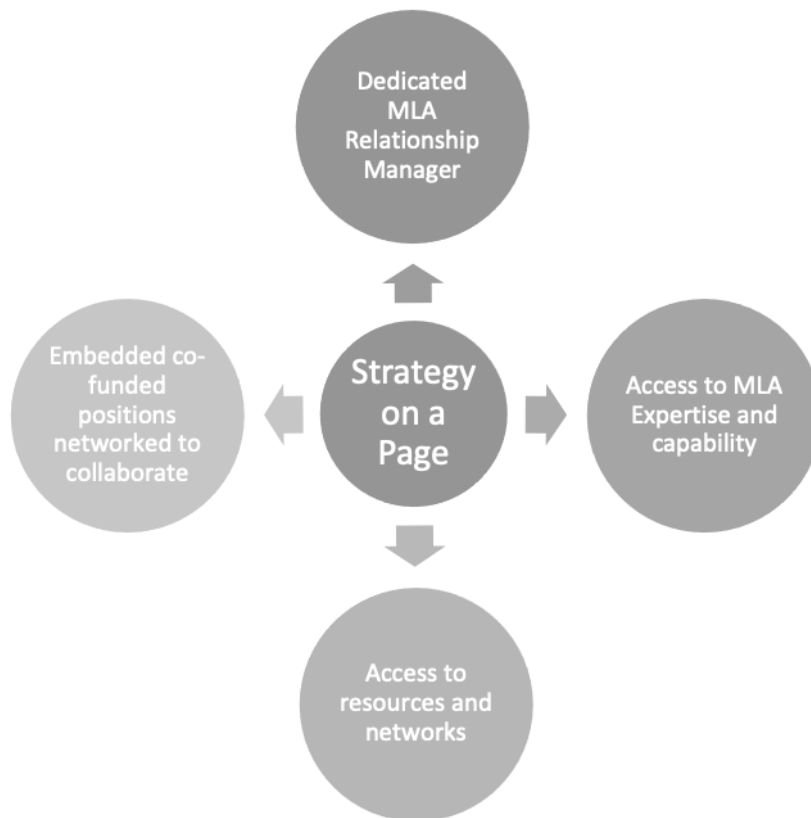 Dedicated
MLA
Relationship
Manager
Embedded co-
funded
positions
networked to
collaborate
Strategy
on a
Page
Access to MLA
Expertise and
capability
Access to
resources and
networks